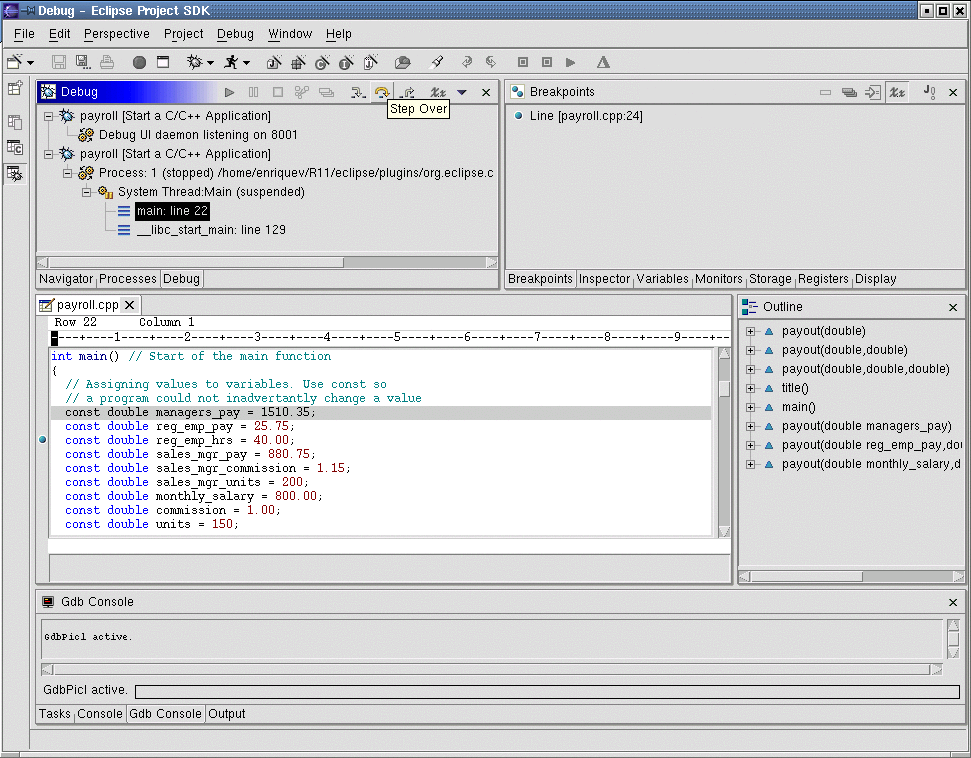 Debug - Eclipse Project SDK
File Edit Perspective Project Debug Window Help
Debug
Step Over
payroll [Start a C/C++ Application]
Debug UI daemon listening on 8001
payroll [Start a C/C++ Application]
Process: 1 (stopped) /home/enriquev/R11/eclipse/plugins/org.eclipse.c
System Thread:Main (suspended)
main: line 22
__libc_start_main: line 129
Navigator Processes Debug
Breakpoints
Line [payroll.cpp:24]
Breakpoints Inspector Variables Monitors Storage Registers Display
payroll.cpp
Row 22 Column 1
----+----1----+----2----+----3----+----4----+----5----+----6----+----7----+----8----+----9----+--
int main() // Start of the main function
{
// Assigning values to variables. Use const so
// a program could not inadvertantly change a value
const double managers_pay = 1510.35;
const double reg_emp_pay = 25.75;
const double reg_emp_hrs = 40.00;
const double sales_mgr_pay = 880.75;
const double sales_mgr_commission = 1.15;
const double sales_mgr_units = 200;
const double monthly_salary = 800.00;
const double commission = 1.00;
const double units = 150;
Outline
payout(double)
payout(double,double)
payout(double,double,double)
title()
main()
payout(double managers_pay)
payout(double reg_emp_pay,dou
payout(double monthly_salary,d
Gdb Console
GdbPicl active.
GdbPicl active.
Tasks Console Gdb Console Output